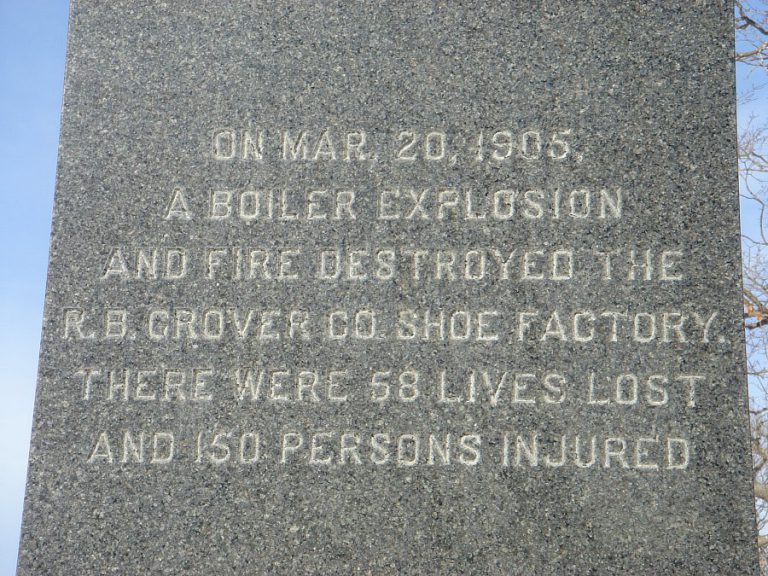 ON MAR. 20, 1905,
A BOILER EXPLOSION
AND FIRE DESTROYED THE
R.B. GROVER CO. SHOE FACTORY.
THERE WERE 58 LIVES LOST
AND 150 PERSONS INJURED